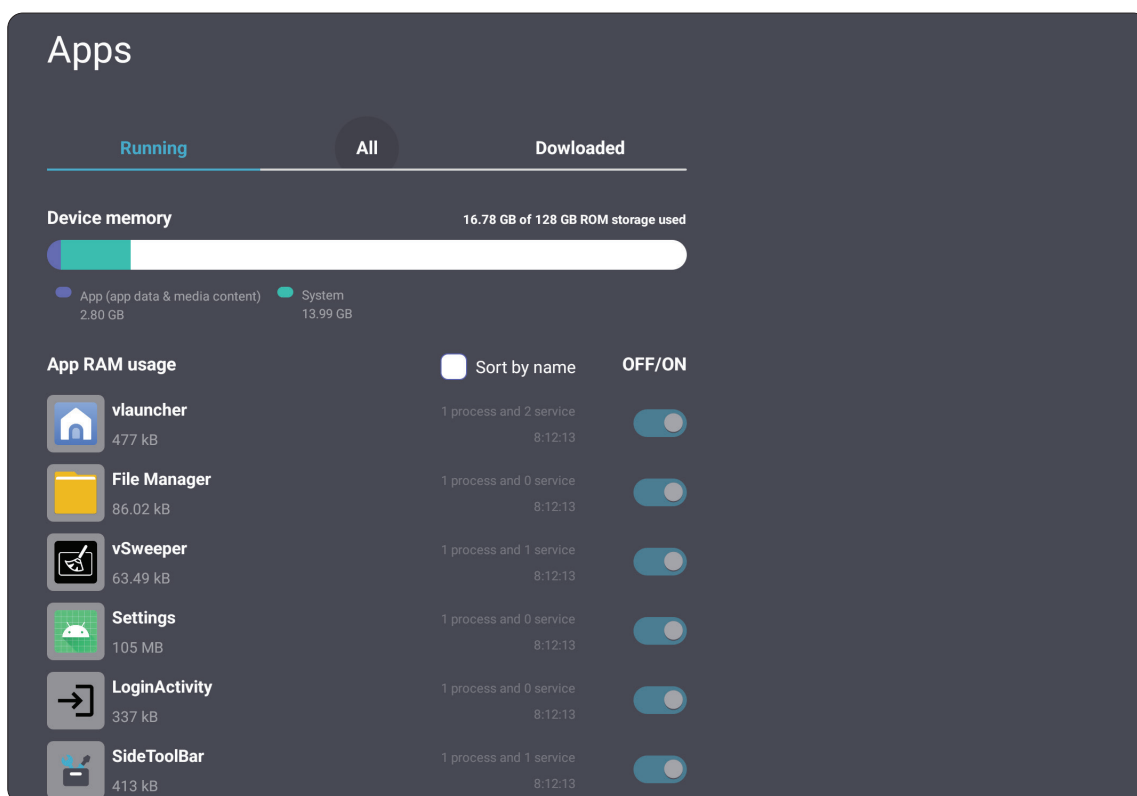 Apps
Running All Dowloaded
Device memory 16.78 GB of 128 GB ROM storage used
App (app data & media content) System
2.80 GB 13.99 GB
App RAM usage Sort by name OFF/ON
vlauncher 1 process and 2 service
477 kB 8:12:13
File Manager 1 process and 0 service
86.02 kB 8:12:13
vSweeper 1 process and 1 service
63.49 kB 8:12:13
Settings 1 process and 0 service
105 MB 8:12:13
LoginActivity 1 process and 0 service
337 kB 8:12:13
SideToolBar 1 process and 1 service
413 kB 8:12:13